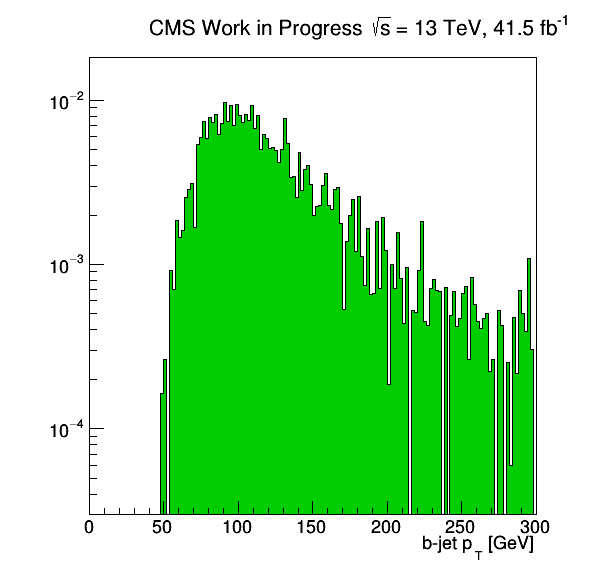 CMS Work in Progress √s = 13 TeV, 41.5 fb⁻¹
10⁻²
10⁻³
10⁻⁴
0 50 100 150 200 250 300
b-jet p_T [GeV]